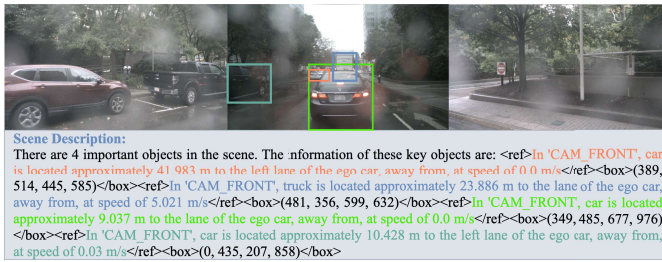 Scene Description:
There are 4 important objects in the scene. The information of these key objects are: <ref>In 'CAM_FRONT', car
is located approximately 41.983 m to the left lane of the ego car, away from, at speed of 0.0 m/s</ref><box>(389,
514, 445, 585)</box><ref>In 'CAM_FRONT', truck is located approximately 23.886 m to the lane of the ego car,
away from, at speed of 5.021 m/s</ref><box>(481, 356, 599, 632)</box><ref>In 'CAM_FRONT', car is located
approximately 9.037 m to the lane of the ego car, away from, at speed of 0.0 m/s</ref><box>(349, 485, 677, 976)
</box><ref>In 'CAM_FRONT', car is located approximately 10.428 m to the left lane of the ego car, away from,
at speed of 0.03 m/s</ref><box>(0, 435, 207, 858)</box>